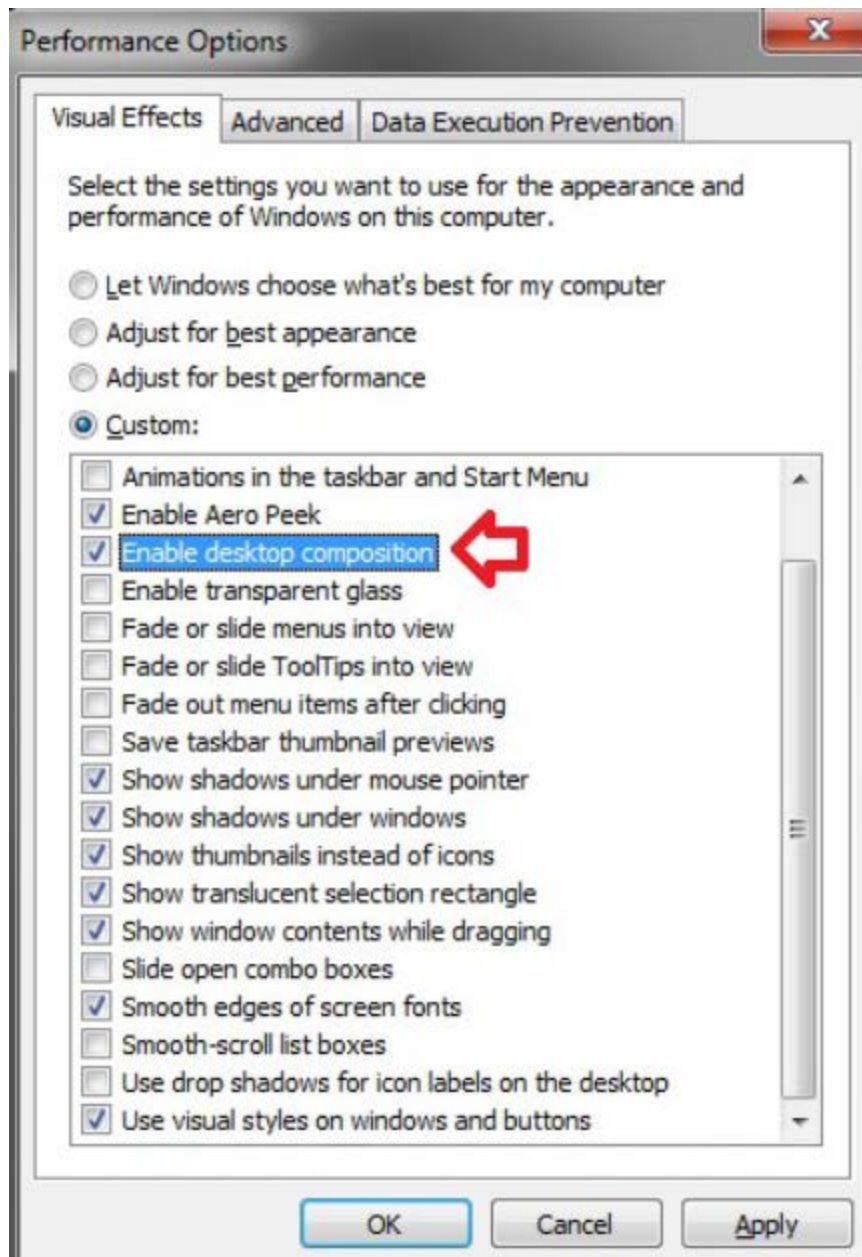 Performance Options
Visual Effects
Advanced
Data Execution Prevention
Select the settings you want to use for the appearance and
performance of Windows on this computer.
Let Windows choose what's best for my computer
Adjust for best appearance
Adjust for best performance
Custom:
Animations in the taskbar and Start Menu
Enable Aero Peek
Enable desktop composition
Enable transparent glass
Fade or slide menus into view
Fade or slide ToolTips into view
Fade out menu items after clicking
Save taskbar thumbnail previews
Show shadows under mouse pointer
Show shadows under windows
Show thumbnails instead of icons
Show translucent selection rectangle
Show window contents while dragging
Slide open combo boxes
Smooth edges of screen fonts
Smooth-scroll list boxes
Use drop shadows for icon labels on the desktop
Use visual styles on windows and buttons
OK
Cancel
Apply